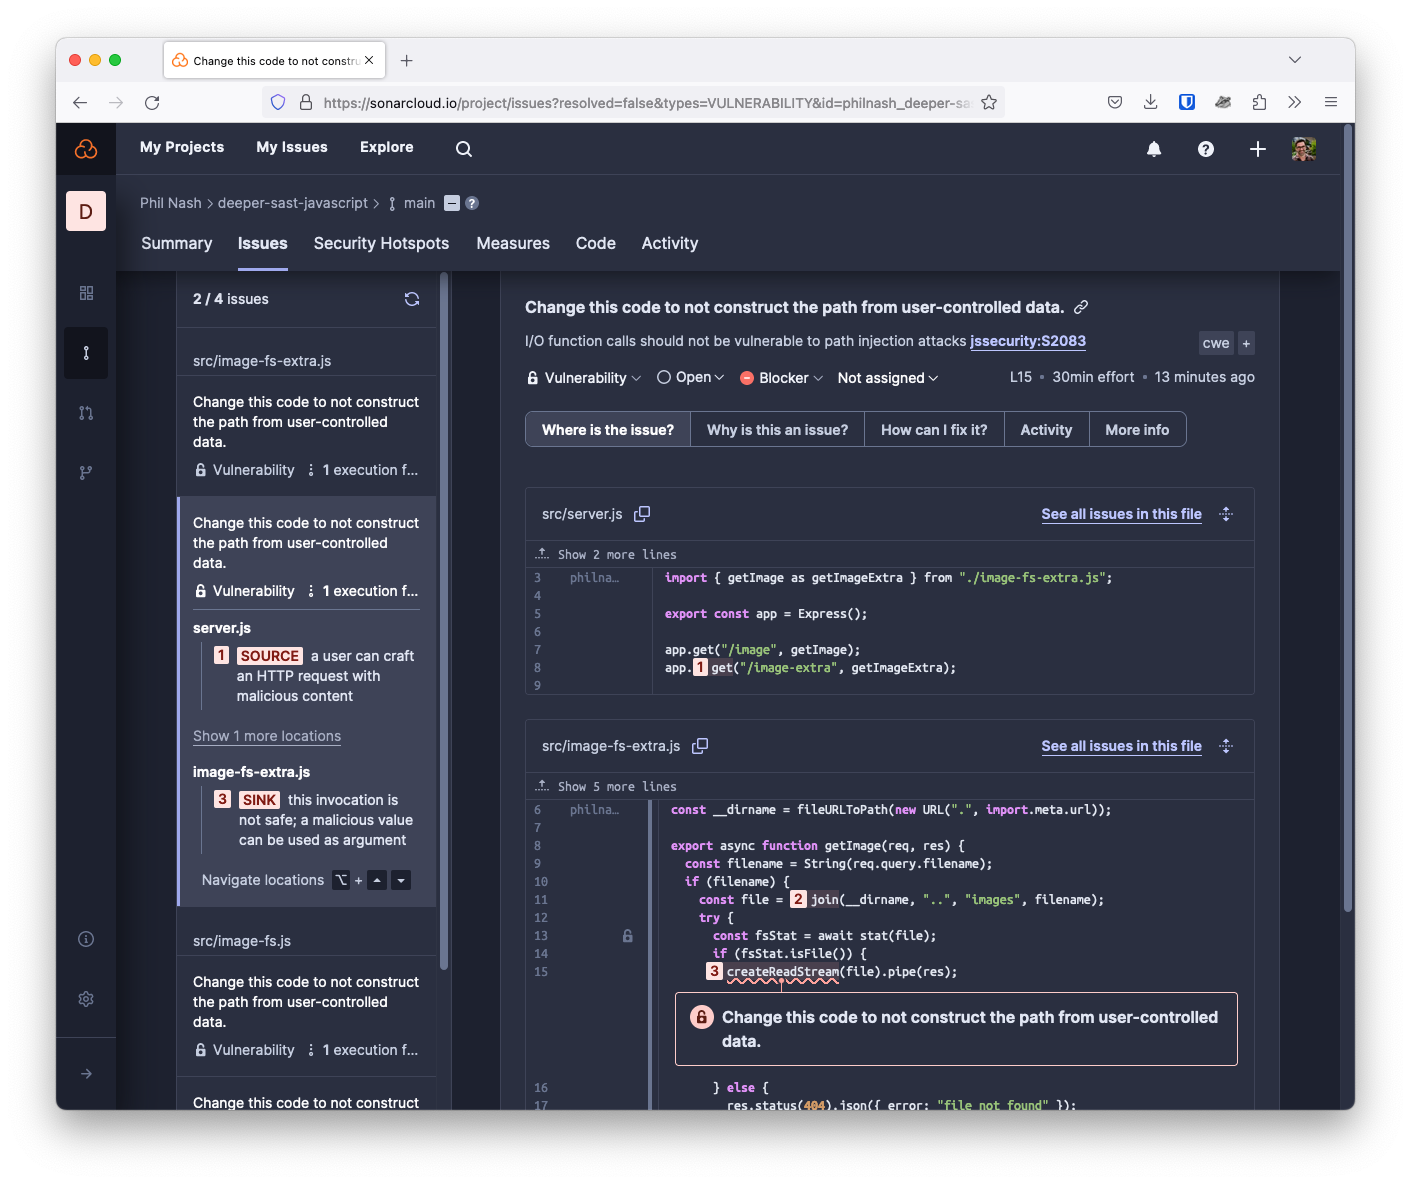 Change this code to not constru
https://sonarcloud.io/project/issues?resolved=false&types=VULNERABILITY&id=philnash_deeper-sa
My Projects My Issues Explore
D
Phil Nash > deeper-sast-javascript > main
Summary Issues Security Hotspots Measures Code Activity
2 / 4 issues
src/image-fs-extra.js
Change this code to not construct
the path from user-controlled
data.
Vulnerability 1 execution f...
Change this code to not construct
the path from user-controlled
data.
Vulnerability 1 execution f...
server.js
1 SOURCE a user can craft
an HTTP request with
malicious content
Show 1 more locations
image-fs-extra.js
3 SINK this invocation is
not safe; a malicious value
can be used as argument
Navigate locations ⌥ +
src/image-fs.js
Change this code to not construct
the path from user-controlled
data.
Vulnerability 1 execution f...
Change this code to not construct
Change this code to not construct the path from user-controlled data.
I/O function calls should not be vulnerable to path injection attacks jssecurity:S2083
cwe +
Vulnerability Open Blocker Not assigned L15 • 30min effort • 13 minutes ago
Where is the issue? Why is this an issue? How can I fix it? Activity More info
src/server.js See all issues in this file
Show 2 more lines
3 philna… import { getImage as getImageExtra } from "./image-fs-extra.js";
4
5 export const app = Express();
6
7 app.get("/image", getImage);
8 app.1 get("/image-extra", getImageExtra);
9
src/image-fs-extra.js See all issues in this file
Show 5 more lines
6 philna… const __dirname = fileURLToPath(new URL(".", import.meta.url));
7
8 export async function getImage(req, res) {
9 const filename = String(req.query.filename);
10 if (filename) {
11 const file = 2 join(__dirname, "..", "images", filename);
12 try {
13 const fsStat = await stat(file);
14 if (fsStat.isFile()) {
15 3 createReadStream(file).pipe(res);
Change this code to not construct the path from user-controlled
data.
16 } else {
17 res.status(404).json({ error: "file not found" });